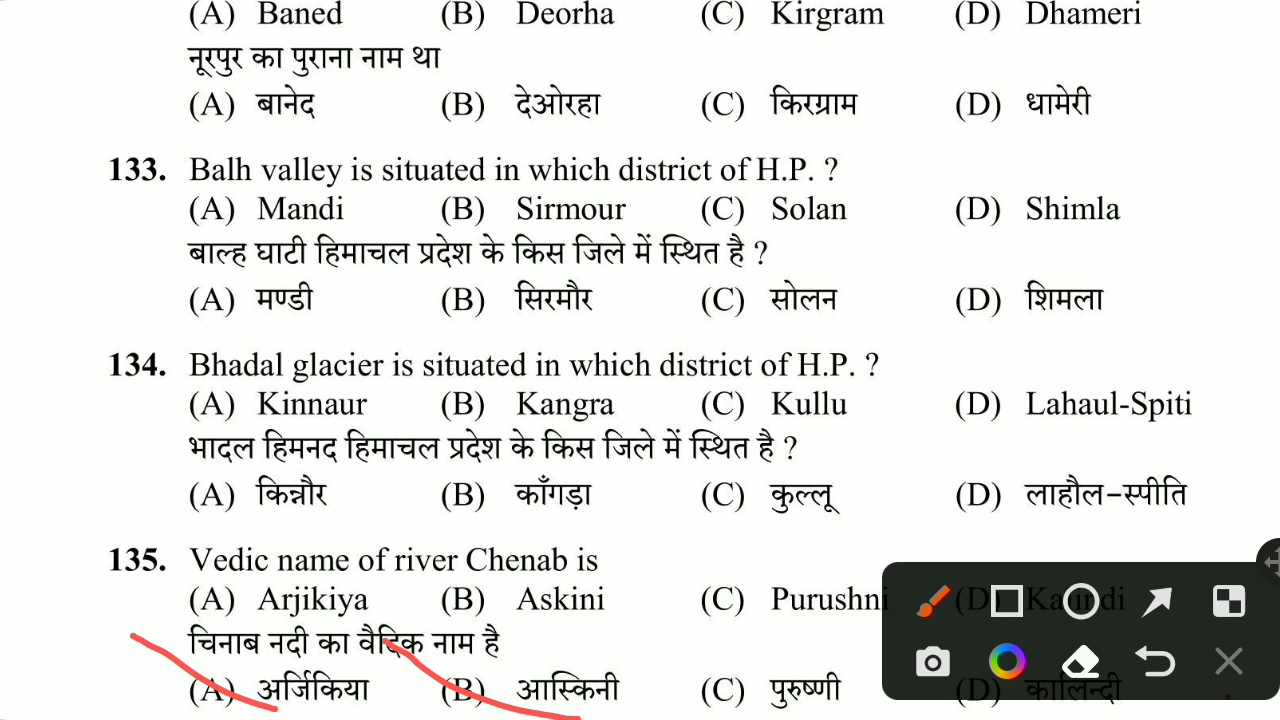 (A) Baned (B) Deorha (C) Kirgram (D) Dhameri
नूरपुर का पुराना नाम था
(A) बानेद (B) देओरहा (C) किरग्राम (D) धामेरी
133. Balh valley is situated in which district of H.P. ?
(A) Mandi (B) Sirmour (C) Solan (D) Shimla
बाल्ह घाटी हिमाचल प्रदेश के किस जिले में स्थित है ?
(A) मण्डी (B) सिरमौर (C) सोलन (D) शिमला
134. Bhadal glacier is situated in which district of H.P. ?
(A) Kinnaur (B) Kangra (C) Kullu (D) Lahaul-Spiti
भादल हिमनद हिमाचल प्रदेश के किस जिले में स्थित है ?
(A) किन्नौर (B) काँगड़ा (C) कुल्लू (D) लाहौल-स्पीति
135. Vedic name of river Chenab is
(A) Arjikiya (B) Askini (C) Purushni (D) Kalindi
चिनाब नदी का वैदिक नाम है
(A) अर्जिकिया (B) आस्किनी (C) पुरुष्णी (D) कालिन्दी